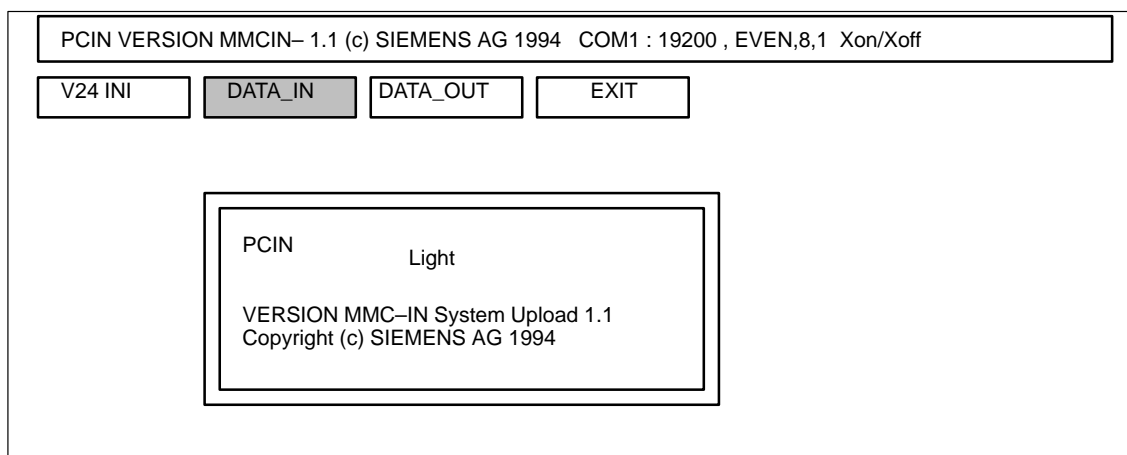 PCIN VERSION MMCIN– 1.1 (c) SIEMENS AG 1994 COM1 : 19200 , EVEN,8,1 Xon/Xoff
V24 INI DATA_IN DATA_OUT EXIT
PCIN
Light
VERSION MMC–IN System Upload 1.1
Copyright (c) SIEMENS AG 1994